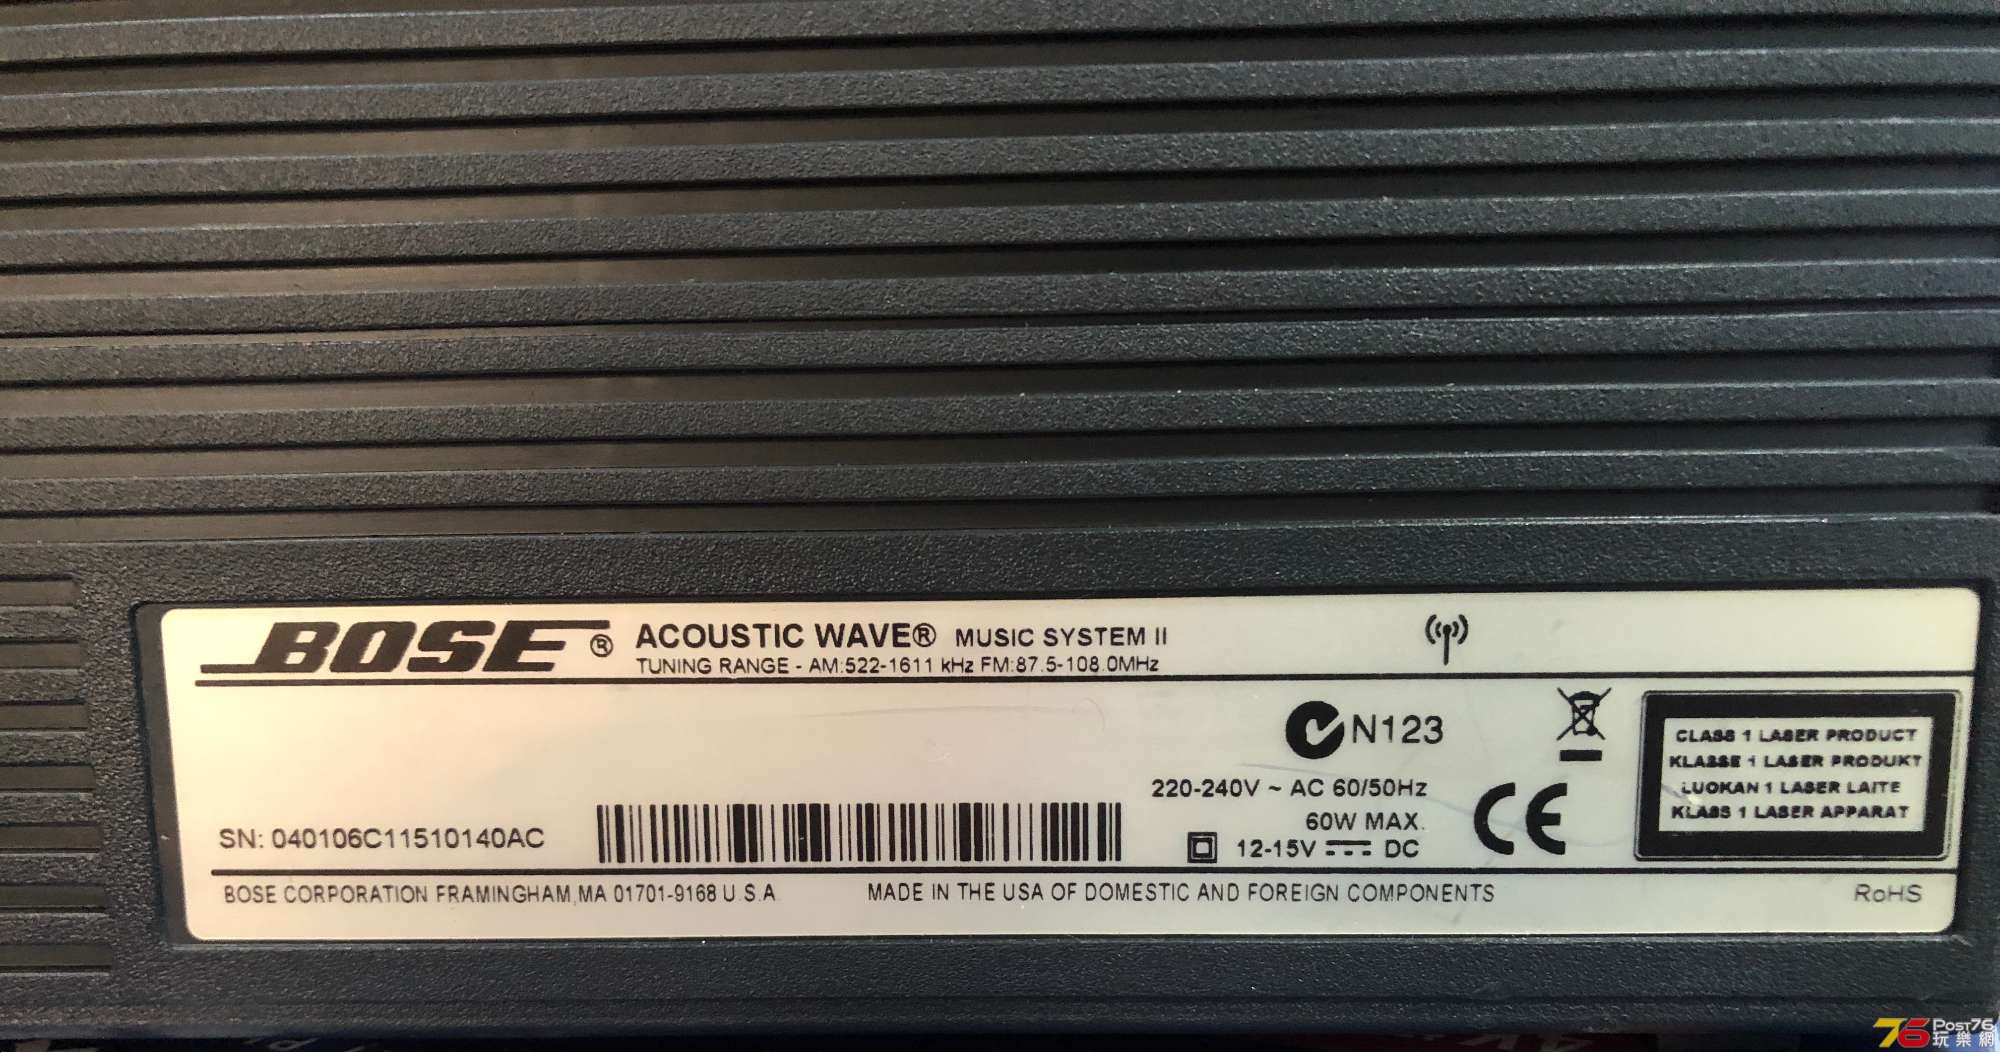 BOSE® ACOUSTIC WAVE® MUSIC SYSTEM II
TUNING RANGE - AM:522-1611 kHz FM:87.5-108.0MHz
N123
CLASS 1 LASER PRODUCT
KLASSE 1 LASER PRODUKT
LUOKAN 1 LASER LAITE
KLASS 1 LASER APPARAT
220-240V ~ AC 60/50Hz
60W MAX.
12-15V ⎓ DC
CE
SN: 040106C11510140AC
BOSE CORPORATION FRAMINGHAM,MA 01701-9168 U.S.A. MADE IN THE USA OF DOMESTIC AND FOREIGN COMPONENTS RoHS
76 Post76
玩樂網